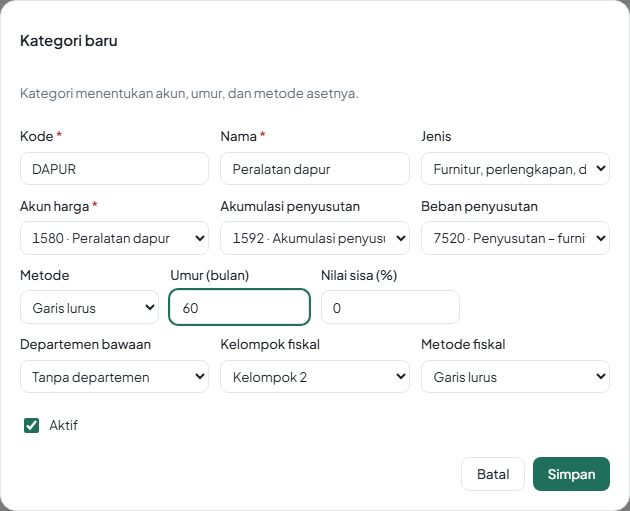 Kategori baru
Kategori menentukan akun, umur, dan metode asetnya.
Kode * Nama * Jenis
DAPUR Peralatan dapur Furnitur, perlengkapan, d
Akun harga * Akumulasi penyusutan Beban penyusutan
1580 · Peralatan dapur 1592 · Akumulasi penyusu 7520 · Penyusutan – furni
Metode Umur (bulan) Nilai sisa (%)
Garis lurus 60 0
Departemen bawaan Kelompok fiskal Metode fiskal
Tanpa departemen Kelompok 2 Garis lurus
Aktif
Batal Simpan